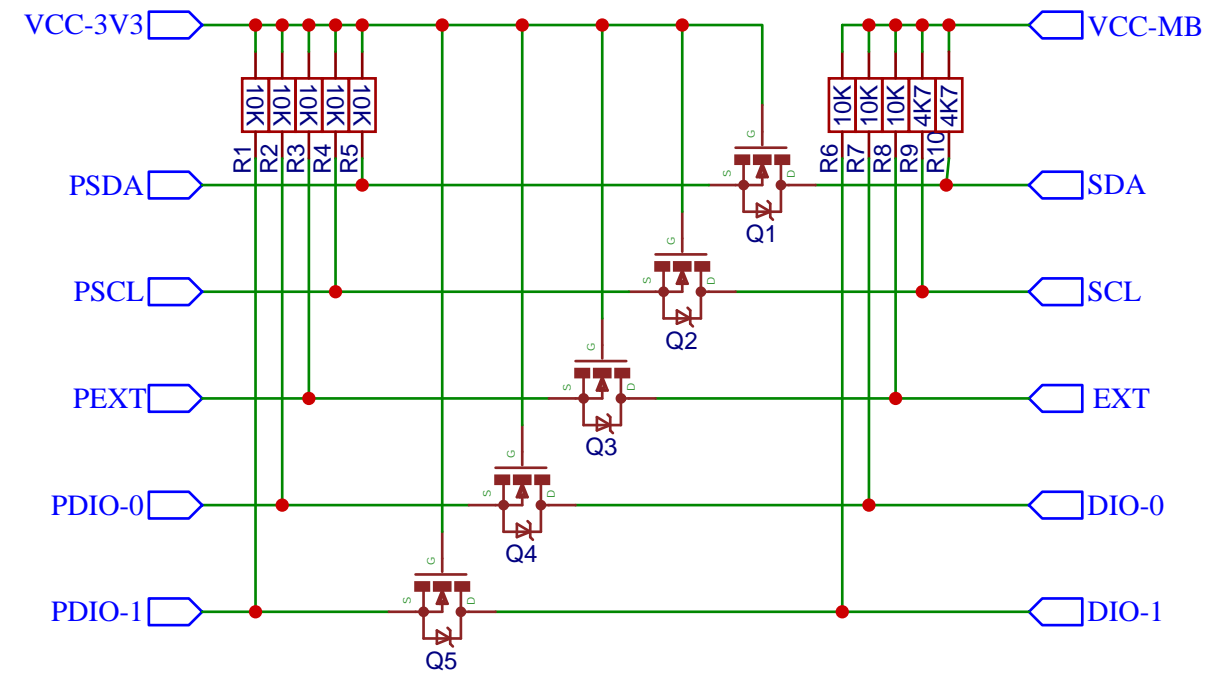 VCC-3V3
VCC-MB
10K
10K
10K
10K
10K
10K
10K
10K
4K7
4K7
R1
R2
R3
R4
R5
R6
R7
R8
R9
R10
PSDA
G
S
D
Q1
SDA
PSCL
G
S
D
Q2
SCL
PEXT
G
S
D
Q3
EXT
PDIO-0
G
S
D
Q4
DIO-0
PDIO-1
G
S
D
Q5
DIO-1